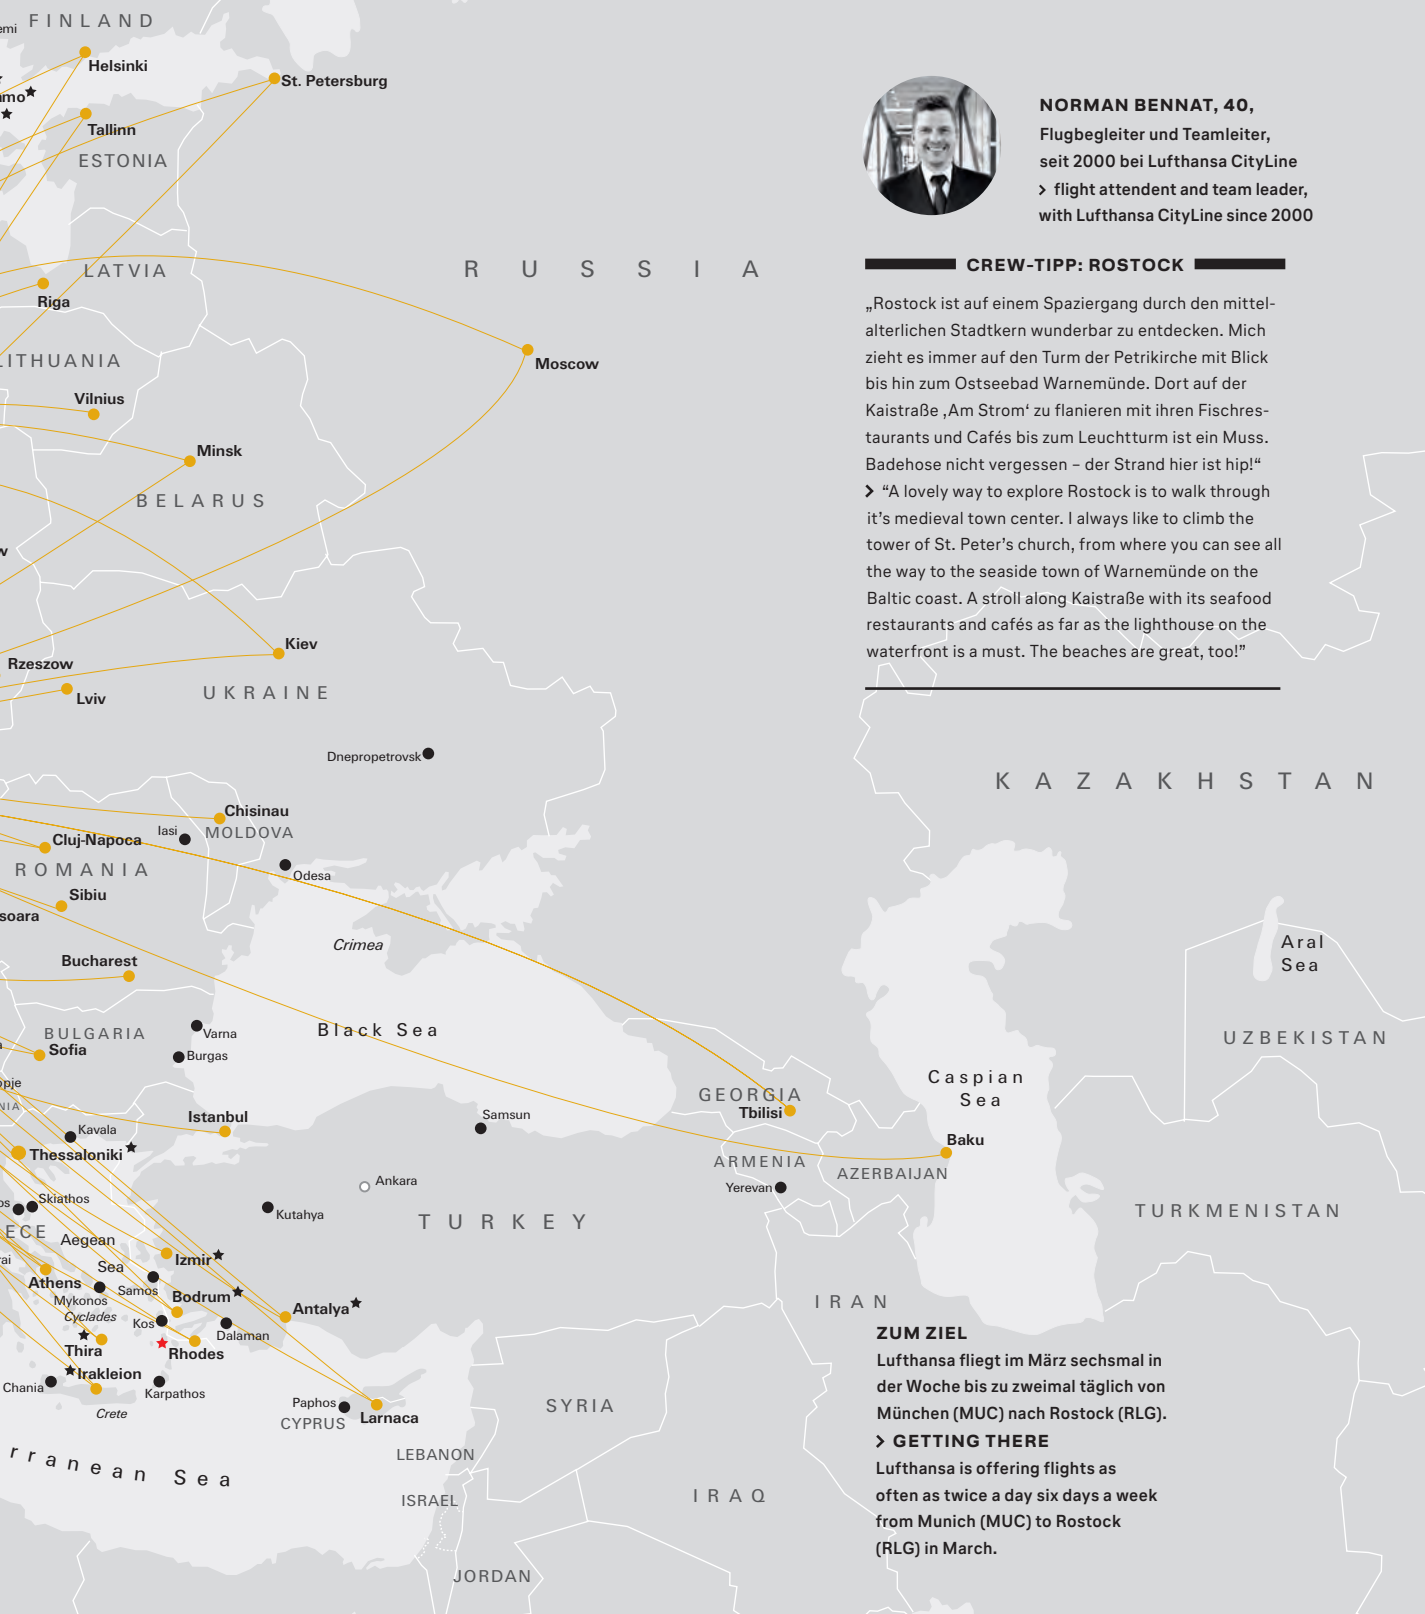 emi
FINLAND
Helsinki
St. Petersburg
Tallinn
ESTONIA
LATVIA
Riga
RUSSIA
Moscow
LITHUANIA
Vilnius
Minsk
BELARUS
Kiev
Rzeszow
Lviv
UKRAINE
Dnepropetrovsk
Chisinau
Iasi
MOLDOVA
Cluj-Napoca
ROMANIA
Odesa
Sibiu
soara
Crimea
Bucharest
Black Sea
BULGARIA
Varna
Sofia
Burgas
opje
NIA
Istanbul
Samsun
Kavala
Thessaloniki
Ankara
Skiathos
os
Kutahya
TURKEY
ECE
Aegean
Sea
rai
Izmir
Athens
Samos
Mykonos
Bodrum
Cyclades
Kos
Antalya
Dalaman
Thira
Rhodes
Irakleion
Chania
Karpathos
Crete
Paphos
CYPRUS
Larnaca
rranean Sea
LEBANON
ISRAEL
JORDAN
SYRIA
IRAQ
IRAN
GEORGIA
Tbilisi
ARMENIA
Yerevan
AZERBAIJAN
Baku
Caspian
Sea
KAZAKHSTAN
Aral
Sea
UZBEKISTAN
TURKMENISTAN
NORMAN BENNAT, 40,
Flugbegleiter und Teamleiter,
seit 2000 bei Lufthansa CityLine
> flight attendent and team leader,
with Lufthansa CityLine since 2000
CREW-TIPP: ROSTOCK
„Rostock ist auf einem Spaziergang durch den mittel-
alterlichen Stadtkern wunderbar zu entdecken. Mich
zieht es immer auf den Turm der Petrikirche mit Blick
bis hin zum Ostseebad Warnemünde. Dort auf der
Kaistraße ‚Am Strom‘ zu flanieren mit ihren Fischres-
taurants und Cafés bis zum Leuchtturm ist ein Muss.
Badehose nicht vergessen – der Strand hier ist hip!“
> “A lovely way to explore Rostock is to walk through
it’s medieval town center. I always like to climb the
tower of St. Peter’s church, from where you can see all
the way to the seaside town of Warnemünde on the
Baltic coast. A stroll along Kaistraße with its seafood
restaurants and cafés as far as the lighthouse on the
waterfront is a must. The beaches are great, too!”
ZUM ZIEL
Lufthansa fliegt im März sechsmal in
der Woche bis zu zweimal täglich von
München (MUC) nach Rostock (RLG).
> GETTING THERE
Lufthansa is offering flights as
often as twice a day six days a week
from Munich (MUC) to Rostock
(RLG) in March.